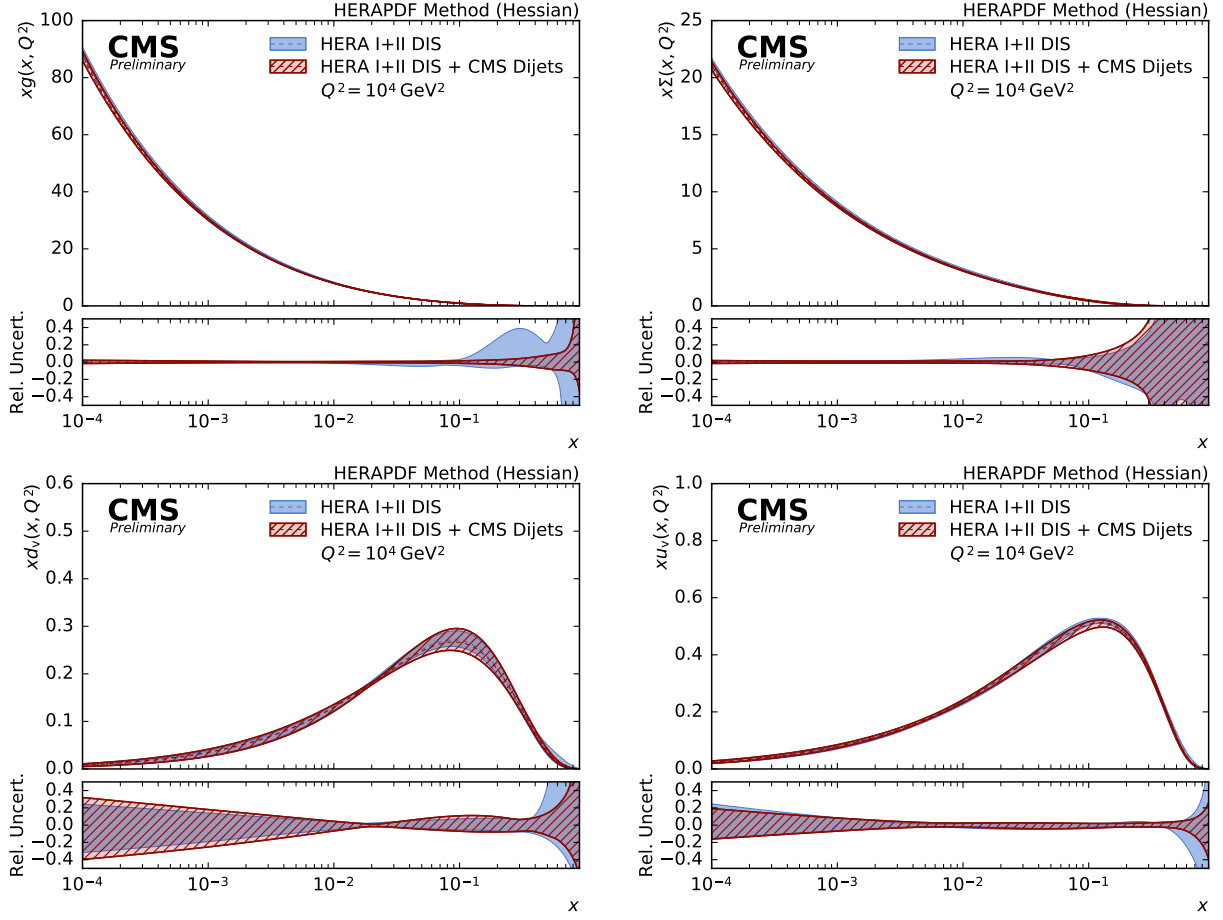 HERAPDF Method (Hessian)
CMS
Preliminary
HERA I+II DIS
HERA I+II DIS + CMS Dijets
Q² = 10⁴ GeV²
xg(x, Q²)
100
80
60
40
20
0
Rel. Uncert.
0.4
0.2
0.0
−0.2
−0.4
10⁻⁴
10⁻³
10⁻²
10⁻¹
x
HERAPDF Method (Hessian)
CMS
Preliminary
HERA I+II DIS
HERA I+II DIS + CMS Dijets
Q² = 10⁴ GeV²
xΣ(x, Q²)
25
20
15
10
5
0
Rel. Uncert.
0.4
0.2
0.0
−0.2
−0.4
10⁻⁴
10⁻³
10⁻²
10⁻¹
x
HERAPDF Method (Hessian)
CMS
Preliminary
HERA I+II DIS
HERA I+II DIS + CMS Dijets
Q² = 10⁴ GeV²
xdᵥ(x, Q²)
0.6
0.5
0.4
0.3
0.2
0.1
0.0
Rel. Uncert.
0.4
0.2
0.0
−0.2
−0.4
10⁻⁴
10⁻³
10⁻²
10⁻¹
x
HERAPDF Method (Hessian)
CMS
Preliminary
HERA I+II DIS
HERA I+II DIS + CMS Dijets
Q² = 10⁴ GeV²
xuᵥ(x, Q²)
1.0
0.8
0.6
0.4
0.2
0.0
Rel. Uncert.
0.4
0.2
0.0
−0.2
−0.4
10⁻⁴
10⁻³
10⁻²
10⁻¹
x